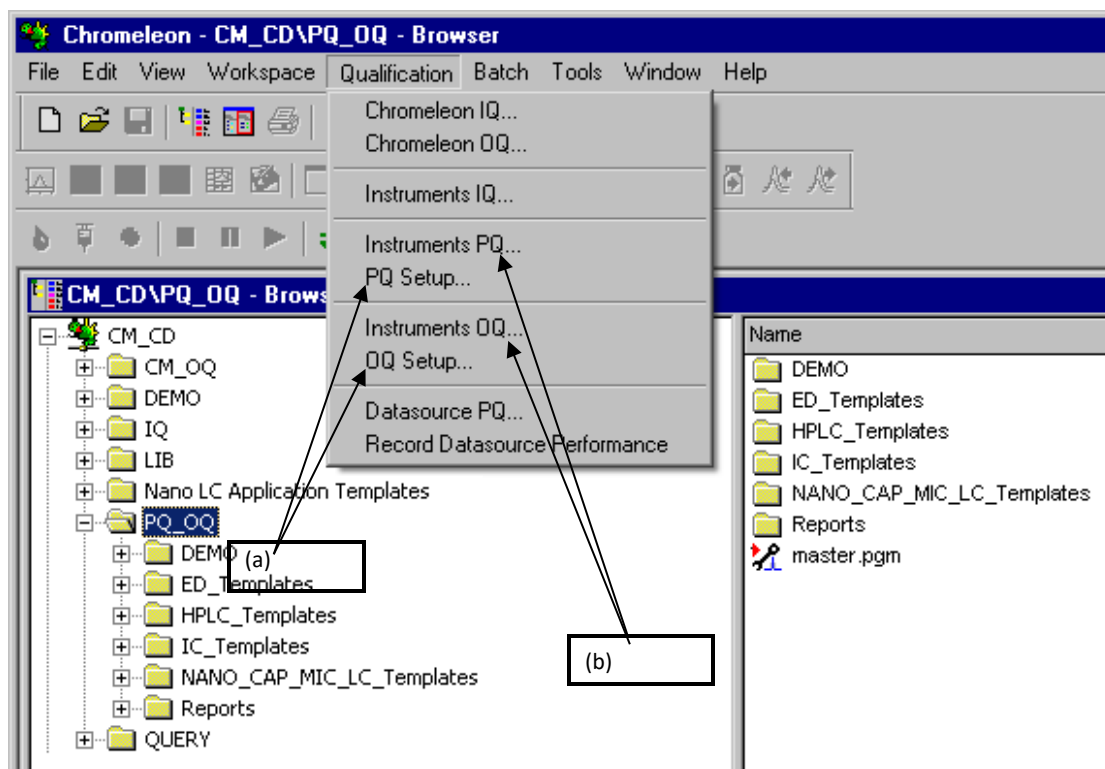 Chromeleon - CM_CD\PQ_OQ - Browser
File Edit View Workspace Qualification Batch Tools Window Help
Chromeleon IQ...
Chromeleon OQ...
Instruments IQ...
Instruments PQ...
PQ Setup...
Instruments OQ...
OQ Setup...
Datasource PQ...
Record Datasource Performance
CM_CD\PQ_OQ - Brows
CM_CD
CM_OQ
DEMO
IQ
LIB
Nano LC Application Templates
PQ_OQ
DEMO
ED_Templates
HPLC_Templates
IC_Templates
NANO_CAP_MIC_LC_Templates
Reports
QUERY
(a)
(b)
Name
DEMO
ED_Templates
HPLC_Templates
IC_Templates
NANO_CAP_MIC_LC_Templates
Reports
master.pgm